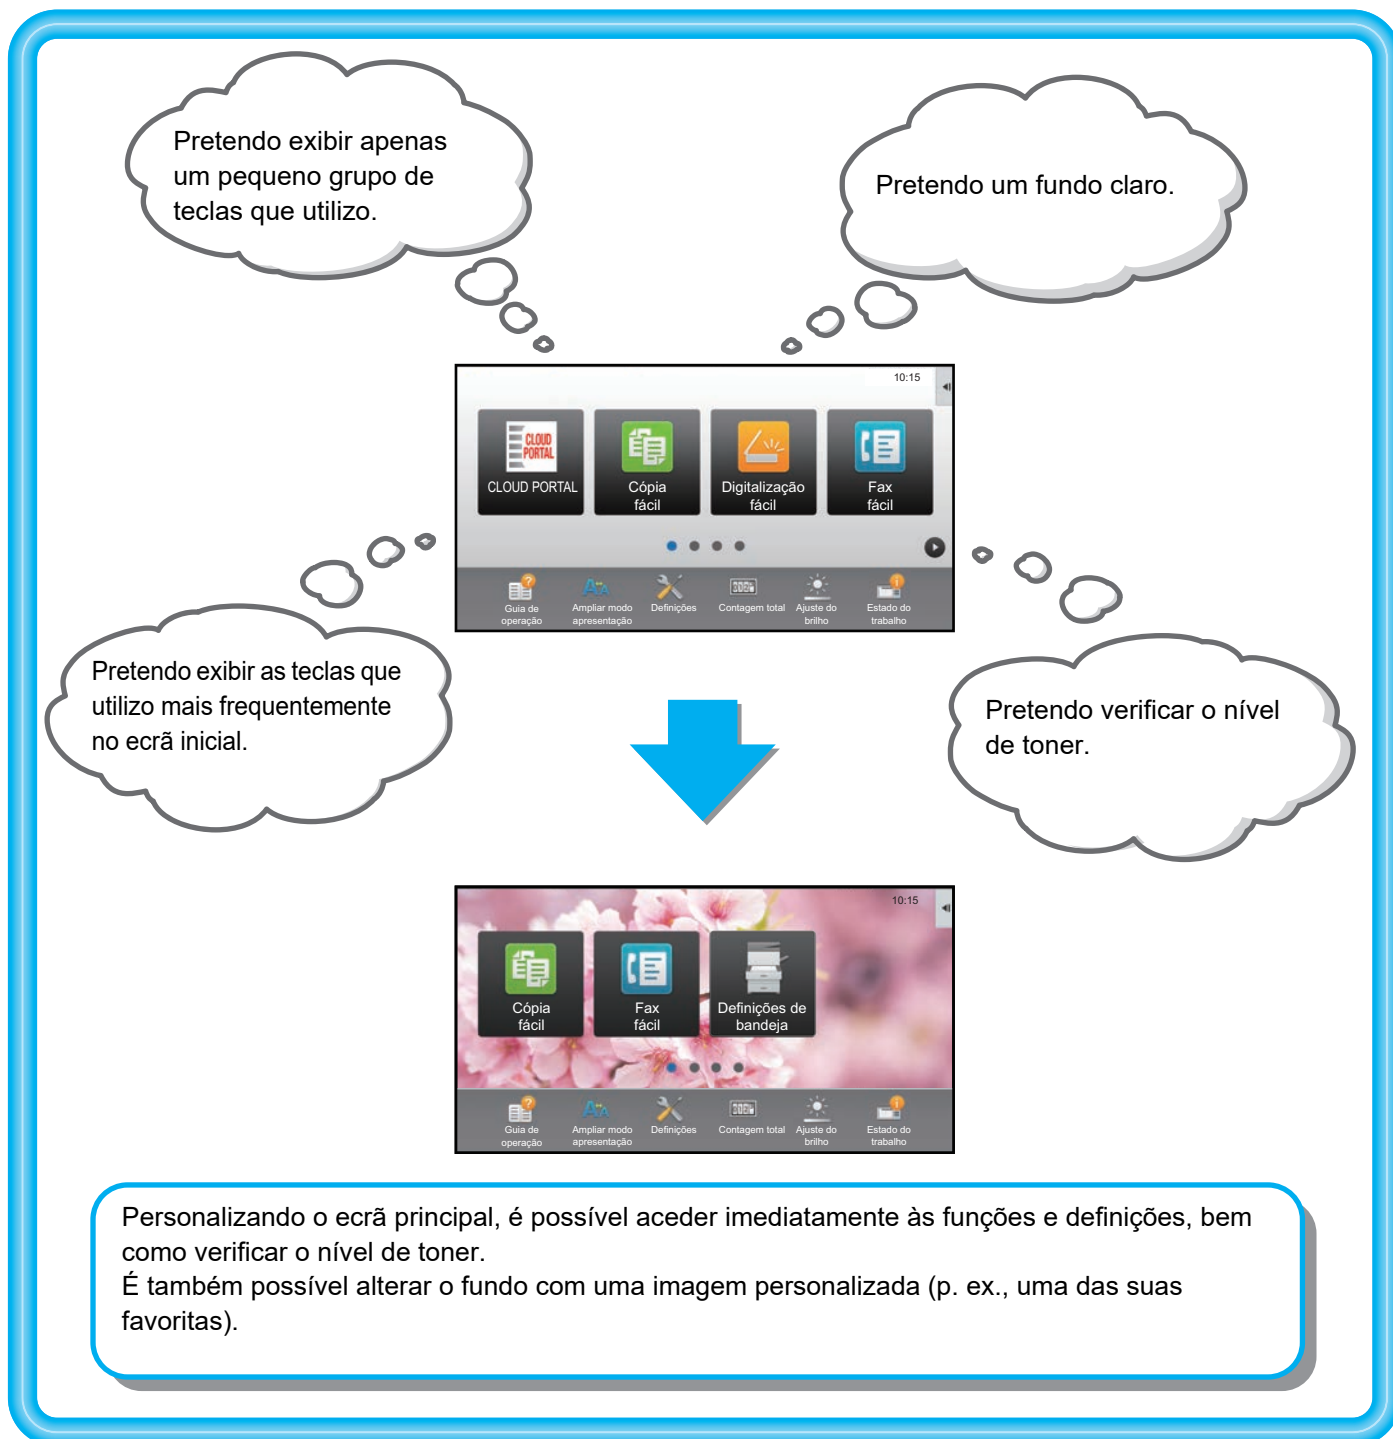 Pretendo exibir apenas
um pequeno grupo de
teclas que utilizo.
Pretendo um fundo claro.
10:15
CLOUD
PORTAL
CLOUD PORTAL
Cópia
fácil
Digitalização
fácil
Fax
fácil
Guia de
operação
Ampliar modo
apresentação
Definições
Contagem total
Ajuste do
brilho
Estado do
trabalho
Pretendo exibir as teclas que
utilizo mais frequentemente
no ecrã inicial.
Pretendo verificar o nível
de toner.
10:15
Cópia
fácil
Fax
fácil
Definições de
bandeja
Guia de
operação
Ampliar modo
apresentação
Definições
Contagem total
Ajuste do
brilho
Estado do
trabalho
Personalizando o ecrã principal, é possível aceder imediatamente às funções e definições, bem
como verificar o nível de toner.
É também possível alterar o fundo com uma imagem personalizada (p. ex., uma das suas
favoritas).